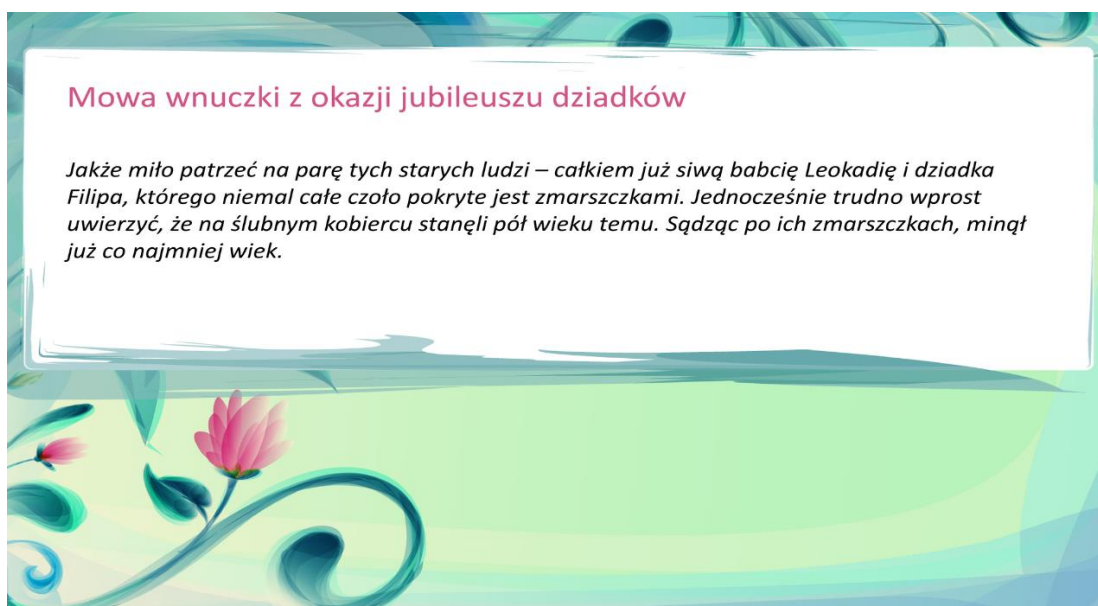 Mowa wnuczki z okazji jubileuszu dziadków
Jakże miło patrzeć na parę tych starych ludzi – całkiem już siwą babcię Leokadię i dziadka
Filipa, którego niemal całe czoło pokryte jest zmarszczkami. Jednocześnie trudno wprost
uwierzyć, że na ślubnym kobiercu stanęli pół wieku temu. Sądząc po ich zmarszczkach, minął
już co najmniej wiek.